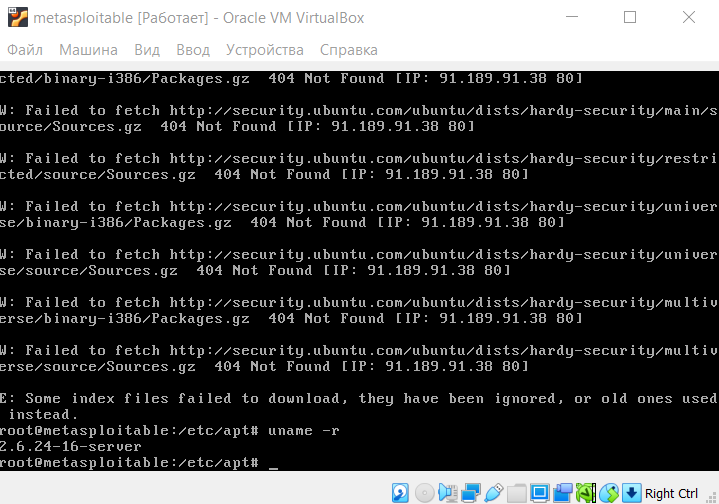 metasploitable [Работает] - Oracle VM VirtualBox
Файл Машина Вид Ввод Устройства Справка
cted/binary-i386/Packages.gz  404 Not Found [IP: 91.189.91.38 80]
W: Failed to fetch http://security.ubuntu.com/ubuntu/dists/hardy-security/main/s
ource/Sources.gz  404 Not Found [IP: 91.189.91.38 80]
W: Failed to fetch http://security.ubuntu.com/ubuntu/dists/hardy-security/restri
cted/source/Sources.gz  404 Not Found [IP: 91.189.91.38 80]
W: Failed to fetch http://security.ubuntu.com/ubuntu/dists/hardy-security/univer
se/binary-i386/Packages.gz  404 Not Found [IP: 91.189.91.38 80]
W: Failed to fetch http://security.ubuntu.com/ubuntu/dists/hardy-security/univer
se/source/Sources.gz  404 Not Found [IP: 91.189.91.38 80]
W: Failed to fetch http://security.ubuntu.com/ubuntu/dists/hardy-security/multiv
erse/binary-i386/Packages.gz  404 Not Found [IP: 91.189.91.38 80]
W: Failed to fetch http://security.ubuntu.com/ubuntu/dists/hardy-security/multiv
erse/source/Sources.gz  404 Not Found [IP: 91.189.91.38 80]
E: Some index files failed to download, they have been ignored, or old ones used
 instead.
root@metasploitable:/etc/apt# uname -r
2.6.24-16-server
root@metasploitable:/etc/apt# _
Right Ctrl